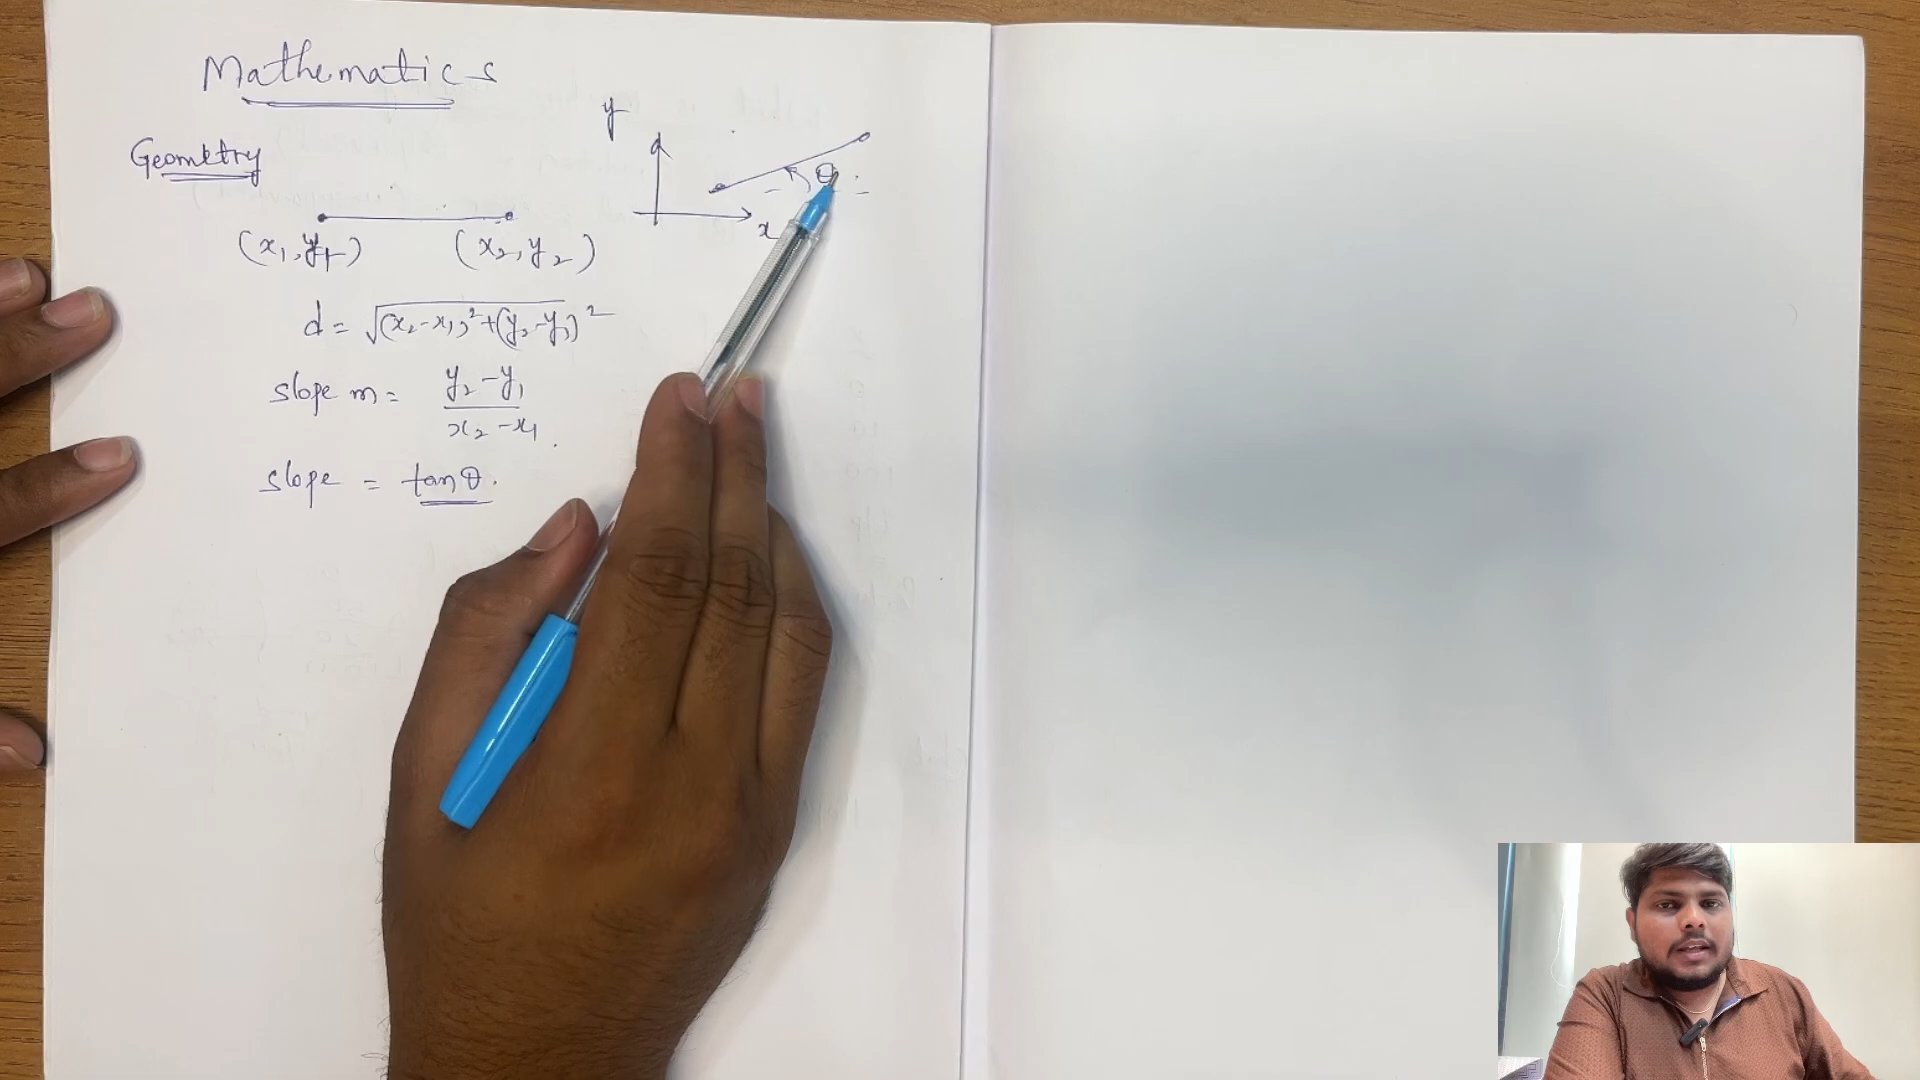 Mathematics
Geometry
y
θ
x
(x₁, y₁)
(x₂, y₂)
d = √(x₂-x₁)²+(y₂-y₁)²
slope m = y₂-y₁
x₂-x₁
slope = tanθ.